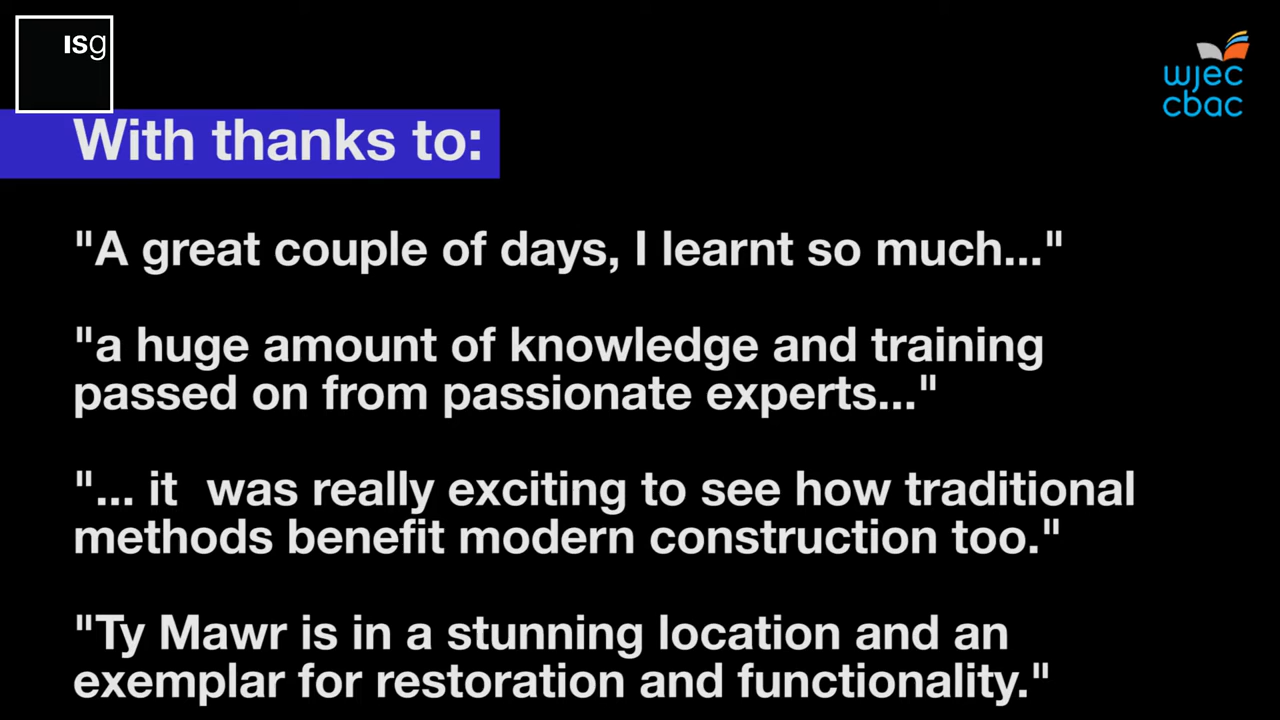 ısg
wjec
cbac
With thanks to:
"A great couple of days, I learnt so much..."
"a huge amount of knowledge and training
passed on from passionate experts..."
"... it  was really exciting to see how traditional
methods benefit modern construction too."
"Ty Mawr is in a stunning location and an
exemplar for restoration and functionality."